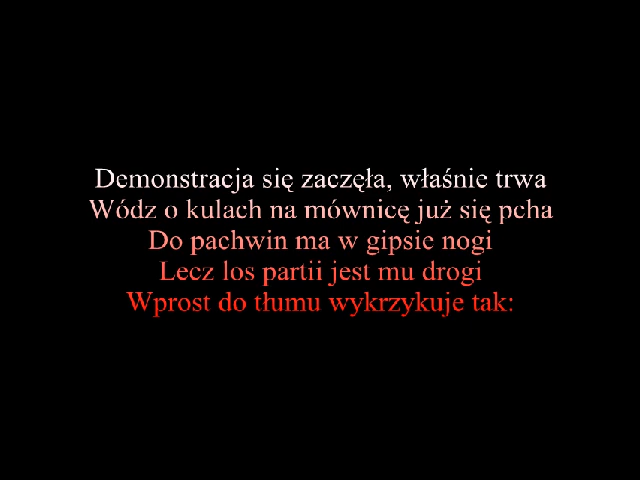 Demonstracja się zaczęła, właśnie trwa
Wódz o kulach na mównicę już się pcha
Do pachwin ma w gipsie nogi
Lecz los partii jest mu drogi
Wprost do tłumu wykrzykuje tak: